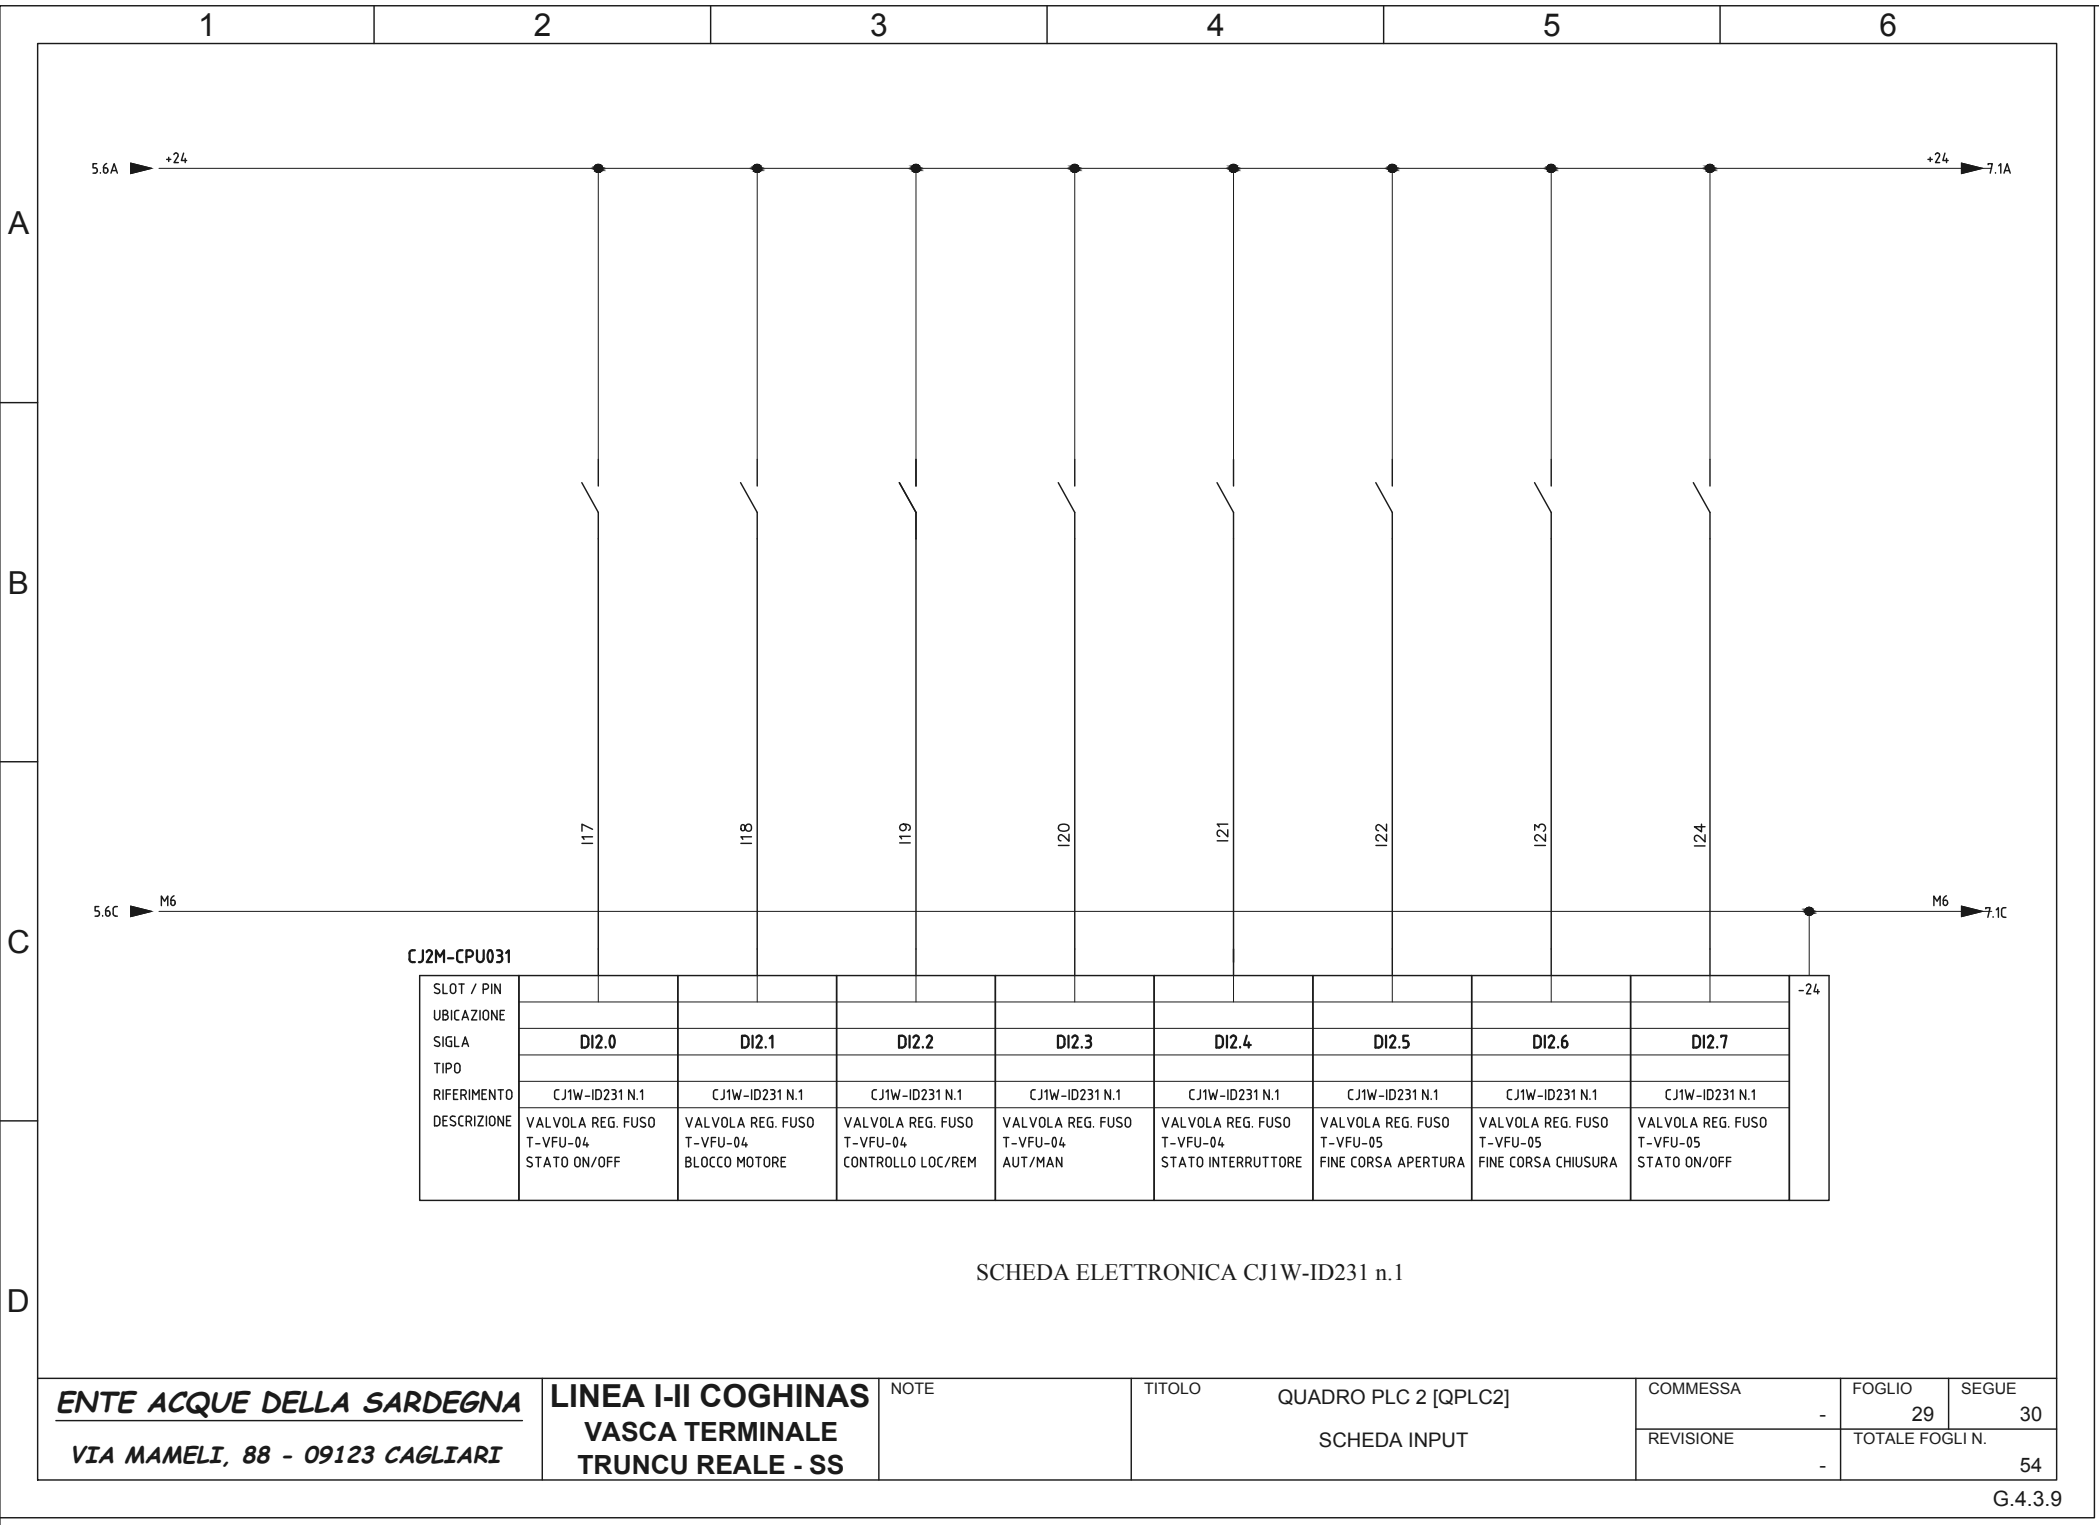 1 2 3 4 5 6
A
B
C
D
5.6A +24 +24 7.1A
I17 I18 I19 I20 I21 I22 I23 I24
5.6C M6 M6 7.1C
CJ2M-CPU031
SLOT / PIN -24
UBICAZIONE
SIGLA DI2.0 DI2.1 DI2.2 DI2.3 DI2.4 DI2.5 DI2.6 DI2.7
TIPO
RIFERIMENTO CJ1W-ID231 N.1 CJ1W-ID231 N.1 CJ1W-ID231 N.1 CJ1W-ID231 N.1 CJ1W-ID231 N.1 CJ1W-ID231 N.1 CJ1W-ID231 N.1 CJ1W-ID231 N.1
DESCRIZIONE VALVOLA REG. FUSO VALVOLA REG. FUSO VALVOLA REG. FUSO VALVOLA REG. FUSO VALVOLA REG. FUSO VALVOLA REG. FUSO VALVOLA REG. FUSO VALVOLA REG. FUSO
T-VFU-04 T-VFU-04 T-VFU-04 T-VFU-04 T-VFU-04 T-VFU-05 T-VFU-05 T-VFU-05
STATO ON/OFF BLOCCO MOTORE CONTROLLO LOC/REM AUT/MAN STATO INTERRUTTORE FINE CORSA APERTURA FINE CORSA CHIUSURA STATO ON/OFF
SCHEDA ELETTRONICA CJ1W-ID231 n.1
ENTE ACQUE DELLA SARDEGNA
VIA MAMELI, 88 - 09123 CAGLIARI
LINEA I-II COGHINAS
VASCA TERMINALE
TRUNCU REALE - SS
NOTE
TITOLO
QUADRO PLC 2 [QPLC2]
SCHEDA INPUT
COMMESSA
-
REVISIONE
-
FOGLIO
29
SEGUE
30
TOTALE FOGLI N.
54
G.4.3.9